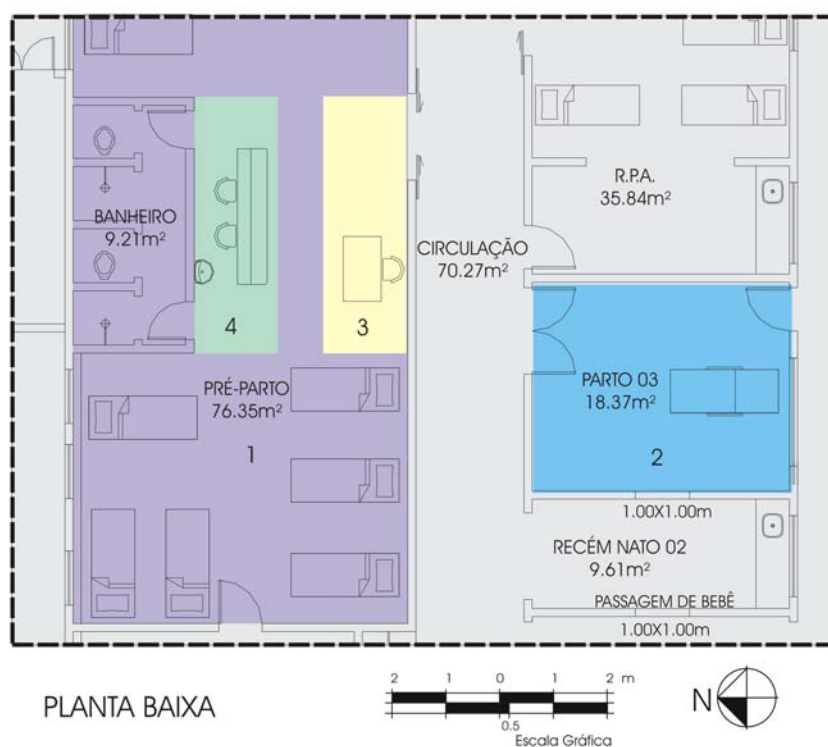 BANHEIRO
9.21m²
4
3
PRÉ-PARTO
76.35m²
1
CIRCULAÇÃO
70.27m²
R.P.A.
35.84m²
PARTO 03
18.37m²
2
1.00X1.00m
RECÉM NATO 02
9.61m²
PASSAGEM DE BEBÊ
1.00X1.00m
PLANTA BAIXA
2 1 0 1 2 m
0.5
Escala Gráfica
N